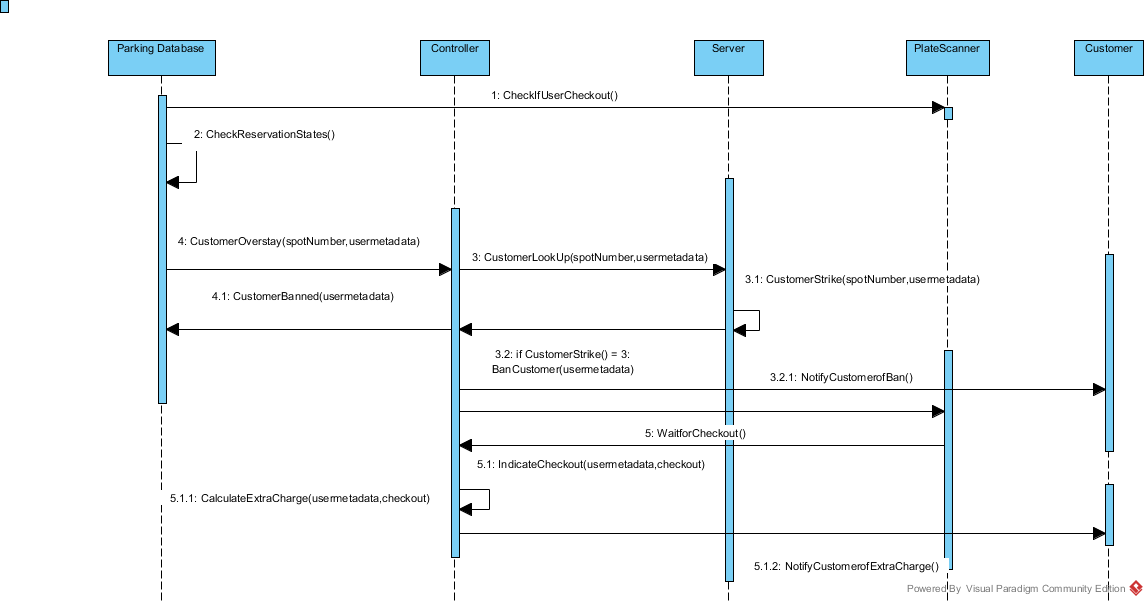 Parking Database
Controller
Server
PlateScanner
Customer
1: CheckIfUserCheckout()
2: CheckReservationStates()
4: CustomerOverstay(spotNumber,usermetadata)
3: CustomerLookUp(spotNumber,usermetadata)
3.1: CustomerStrike(spotNumber,usermetadata)
4.1: CustomerBanned(usermetadata)
3.2: if CustomerStrike() = 3:
BanCustomer(usermetadata)
3.2.1: NotifyCustomerofBan()
5: WaitforCheckout()
5.1: IndicateCheckout(usermetadata,checkout)
5.1.1: CalculateExtraCharge(usermetadata,checkout)
5.1.2: NotifyCustomerofExtraCharge()
Powered By Visual Paradigm Community Edition